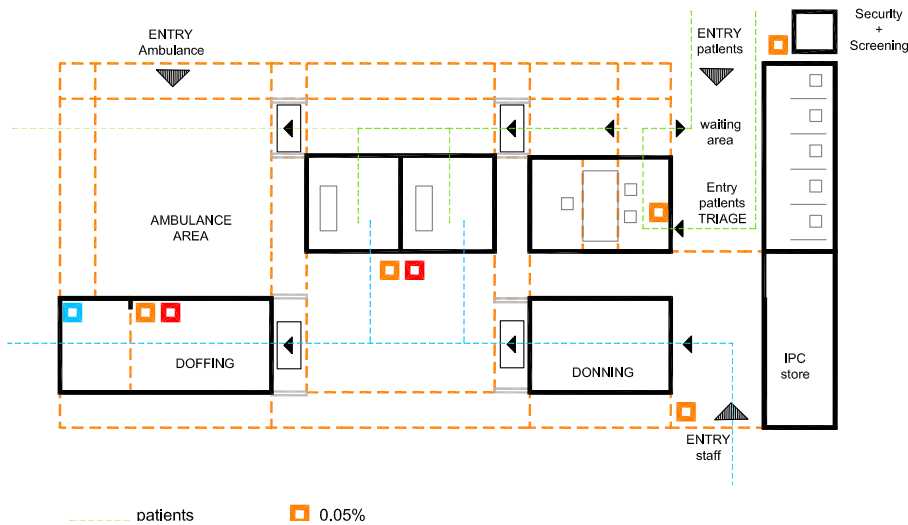 ENTRY
Ambulance
ENTRY
patients
Security
+
Screening
waiting
area
Entry
patients
TRIAGE
AMBULANCE
AREA
DOFFING
DONNING
IPC
store
ENTRY
staff
patients
0.05%